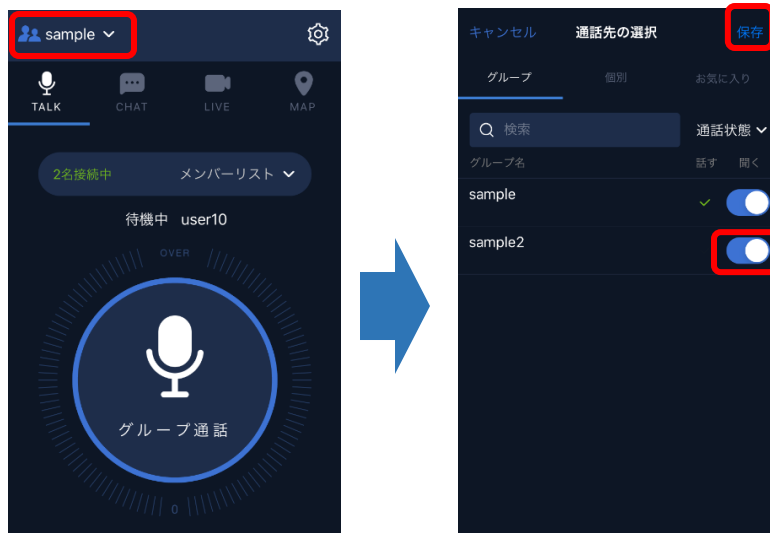 sample
TALK
CHAT
LIVE
MAP
2名接続中
メンバーリスト
待機中 user10
OVER
グループ通話
0
キャンセル
通話先の選択
保存
グループ
個別
お気に入り
検索
通話状態
グループ名
話す
聞く
sample
sample2